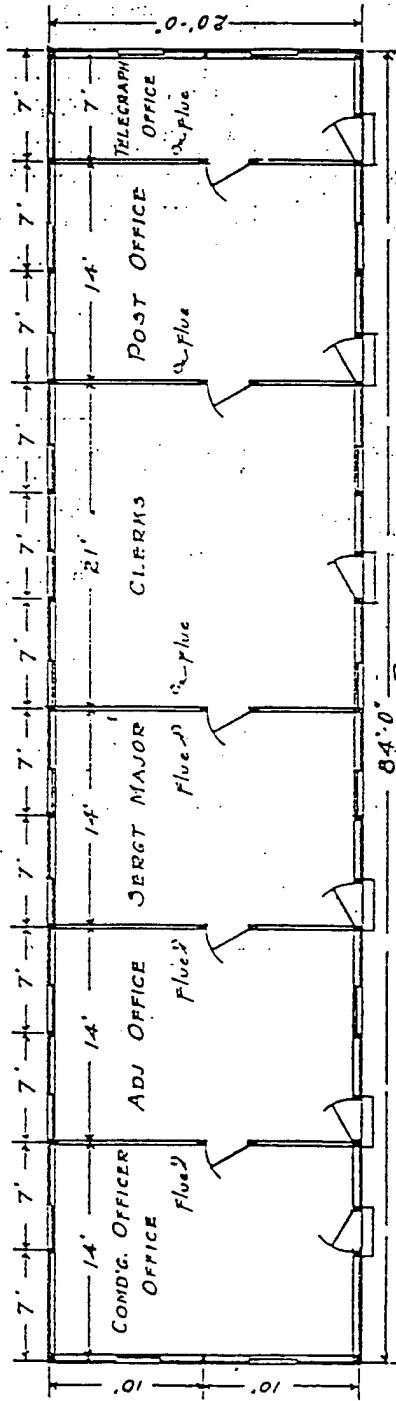 7' 7' 7' 7' 7' 7' 7' 7' 7' 7' 7' 7'
14' 14' 14' 21' 14' 7'
COMD'G. OFFICER
OFFICE
Flue
ADJ OFFICE
Flue
SERGT MAJOR
Flue
CLERKS
Flue
POST OFFICE
Flue
TELEGRAPH
OFFICE
Flue
10'
10'
20'-0"
84'-0"